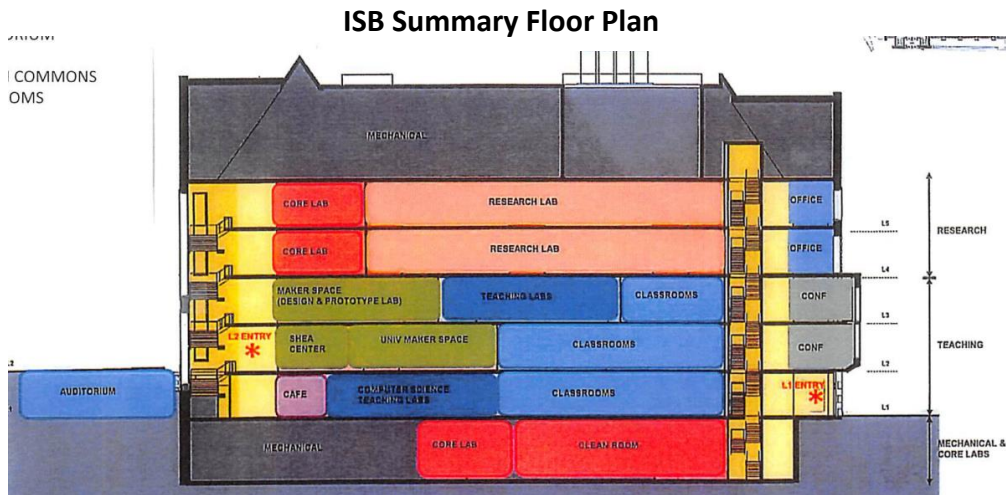 ISB Summary Floor Plan
COMMONS
OMS
MECHANICAL
CORE LAB
RESEARCH LAB
OFFICE
L5
RESEARCH
CORE LAB
RESEARCH LAB
OFFICE
L4
MAKER SPACE
(DESIGN & PROTOTYPE LAB)
TEACHING LABS
CLASSROOMS
CONF
L3
L2 ENTRY
*
SHEA
CENTER
UNIV MAKER SPACE
CLASSROOMS
CONF
TEACHING
L2
L2
AUDITORIUM
CAFE
COMPUTER SCIENCE
TEACHING LABS
CLASSROOMS
L1 ENTRY
*
L1
MECHANICAL
CORE LAB
CLEAN ROOM
MECHANICAL &
CORE LABS